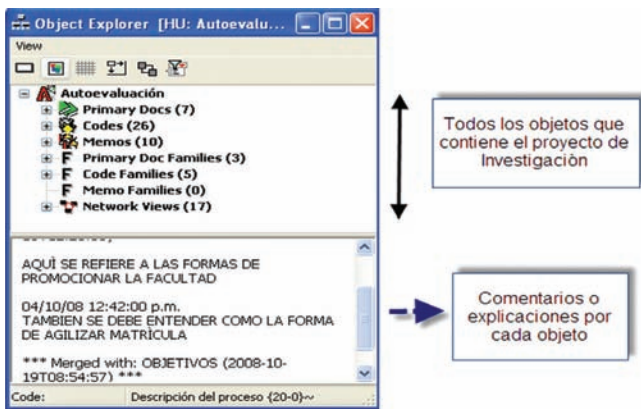 Object Explorer [HU: Autoevalu...
View
Autoevaluación
Primary Docs (7)
Codes (26)
Memos (10)
F Primary Doc Families (3)
F Code Families (5)
F Memo Families (0)
Network Views (17)
AQUÌ SE REFIERE A LAS FORMAS DE
PROMOCIONAR LA FACULTAD
04/10/08 12:42:00 p.m.
TAMBIEN SE DEBE ENTENDER COMO LA FORMA
DE AGILIZAR MATRÌCULA
*** Merged with: OBJETIVOS (2008-10-
19T08:54:57) ***
Code: Descripción del proceso {20-0}~
Todos los objetos que
contiene el proyecto de
Investigaciòn
Comentarios o
explicaciones por
cada objeto